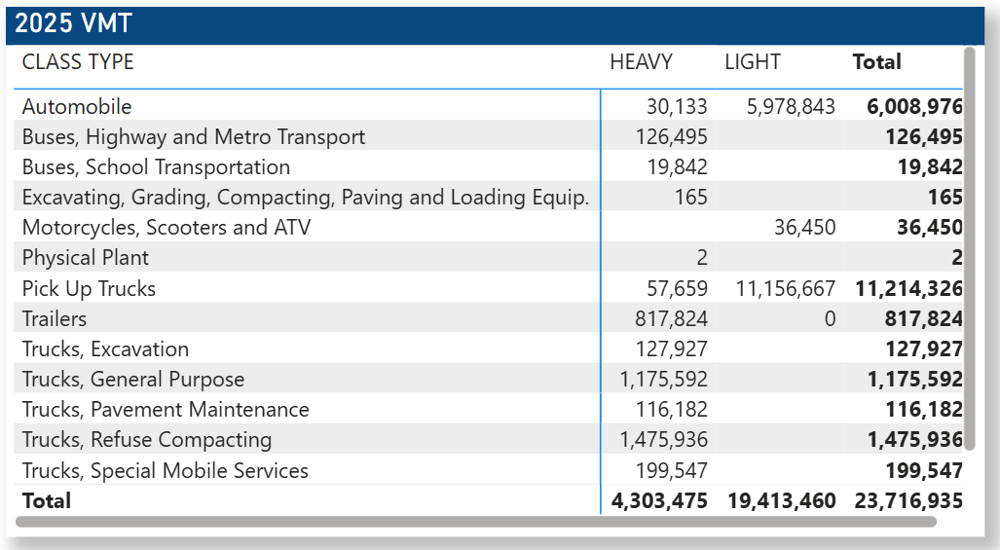 2025 VMT
CLASS TYPE HEAVY LIGHT Total
Automobile 30,133 5,978,843 6,008,976
Buses, Highway and Metro Transport 126,495 126,495
Buses, School Transportation 19,842 19,842
Excavating, Grading, Compacting, Paving and Loading Equip. 165 165
Motorcycles, Scooters and ATV 36,450 36,450
Physical Plant 2 2
Pick Up Trucks 57,659 11,156,667 11,214,326
Trailers 817,824 0 817,824
Trucks, Excavation 127,927 127,927
Trucks, General Purpose 1,175,592 1,175,592
Trucks, Pavement Maintenance 116,182 116,182
Trucks, Refuse Compacting 1,475,936 1,475,936
Trucks, Special Mobile Services 199,547 199,547
Total 4,303,475 19,413,460 23,716,935